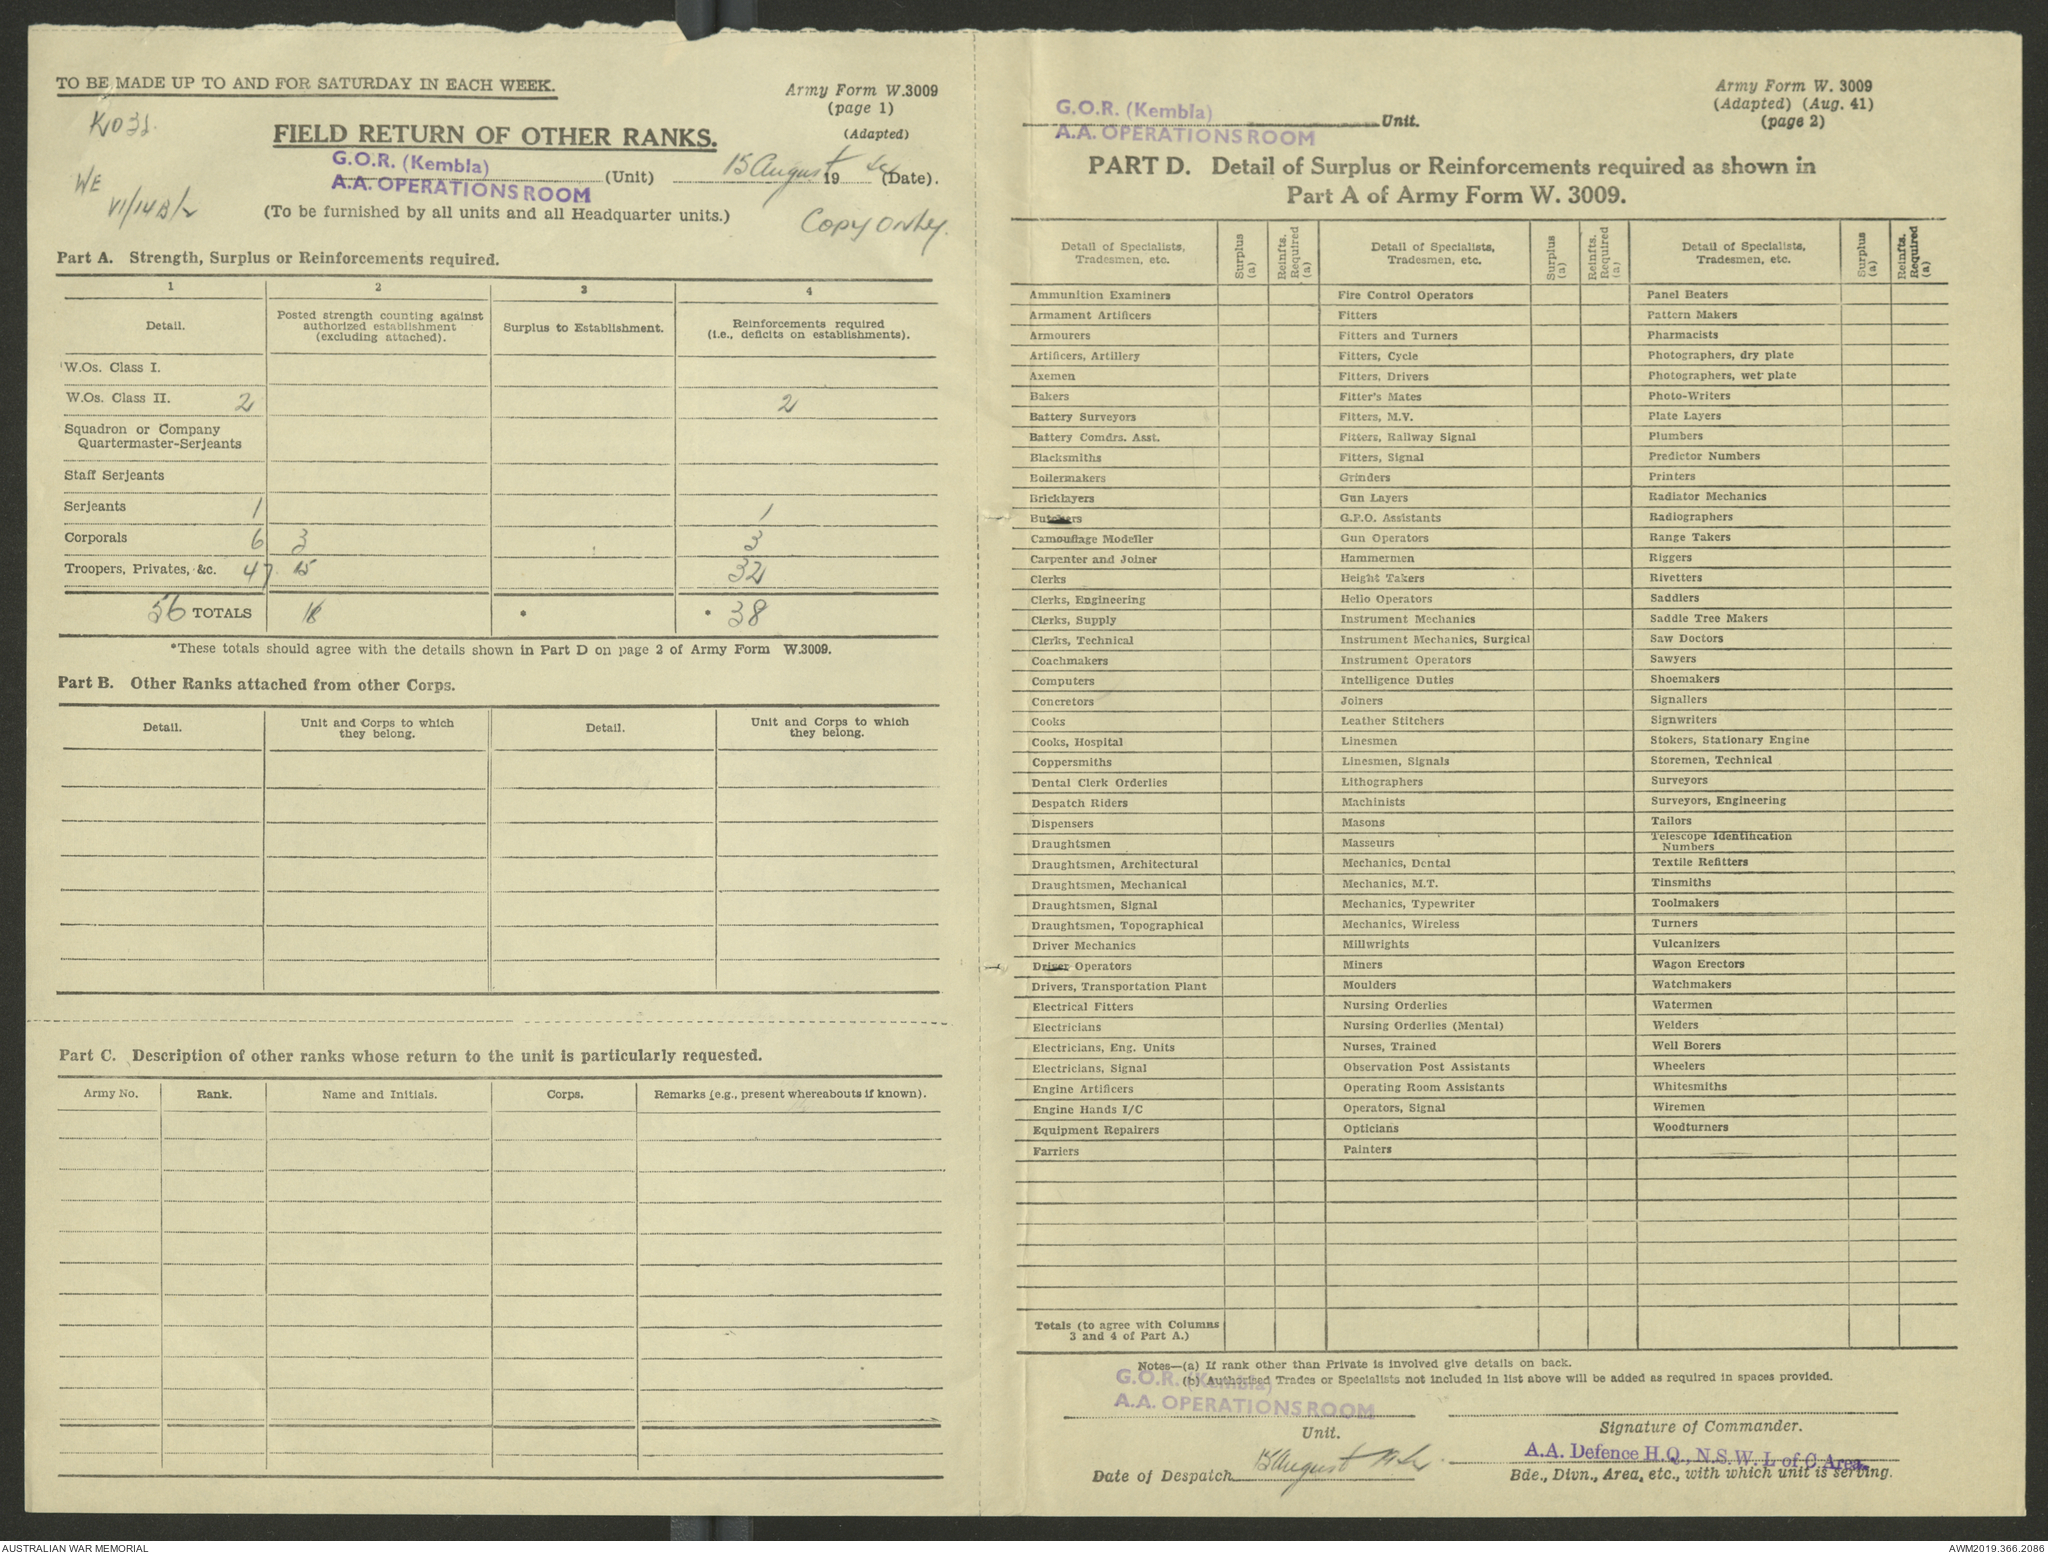 TO BE MADE UP TO AND FOR SATURDAY IN EACH WEEK.
Army Form W.3009
(page 1)
(Adapted)
K031.
FIELD RETURN OF OTHER RANKS.
G.O.R. (Kembla)
A.A. OPERATIONS ROOM
(Unit) 15 August 19 (Date).
WE
VI/14B/2
(To be furnished by all units and all Headquarter units.)
Copy only.
Part A. Strength, Surplus or Reinforcements required.
1 2 3 4
Detail.
Posted strength counting against
authorized establishment
(excluding attached).
Surplus to Establishment.
Reinforcements required
(i.e., deficits on establishments).
W.Os. Class I.
W.Os. Class II. 2 2
Squadron or Company
Quartermaster-Serjeants
Staff Serjeants
Serjeants 1 1
Corporals 6 3 3
Troopers, Privates, &c. 47 15 32
56 TOTALS 18 * * 38
*These totals should agree with the details shown in Part D on page 2 of Army Form W.3009.
Part B. Other Ranks attached from other Corps.
Detail.
Unit and Corps to which
they belong.
Detail.
Unit and Corps to which
they belong.
Part C. Description of other ranks whose return to the unit is particularly requested.
Army No. Rank. Name and Initials. Corps. Remarks (e.g., present whereabouts if known).
Army Form W. 3009
(Adapted) (Aug. 41)
(page 2)
G.O.R. (Kembla)
A.A. OPERATIONS ROOM
Unit.
PART D. Detail of Surplus or Reinforcements required as shown in
Part A of Army Form W. 3009.
Detail of Specialists,
Tradesmen, etc.
Surplus
(a)
Reinfts.
Required
(a)
Detail of Specialists,
Tradesmen, etc.
Surplus
(a)
Reinfts.
Required
(a)
Detail of Specialists,
Tradesmen, etc.
Surplus
(a)
Reinfts.
Required
(a)
Ammunition Examiners Fire Control Operators Panel Beaters
Armament Artificers Fitters Pattern Makers
Armourers Fitters and Turners Pharmacists
Artificers, Artillery Fitters, Cycle Photographers, dry plate
Axemen Fitters, Drivers Photographers, wet plate
Bakers Fitter's Mates Photo-Writers
Battery Surveyors Fitters, M.V. Plate Layers
Battery Comdrs. Asst. Fitters, Railway Signal Plumbers
Blacksmiths Fitters, Signal Predictor Numbers
Boilermakers Grinders Printers
Bricklayers Gun Layers Radiator Mechanics
Butchers G.P.O. Assistants Radiographers
Camouflage Modeller Gun Operators Range Takers
Carpenter and Joiner Hammermen Riggers
Clerks Height Takers Rivetters
Clerks, Engineering Helio Operators Saddlers
Clerks, Supply Instrument Mechanics Saddle Tree Makers
Clerks, Technical Instrument Mechanics, Surgical Saw Doctors
Coachmakers Instrument Operators Sawyers
Computers Intelligence Duties Shoemakers
Concretors Joiners Signallers
Cooks Leather Stitchers Signwriters
Cooks, Hospital Linesmen Stokers, Stationary Engine
Coppersmiths Linesmen, Signals Storemen, Technical
Dental Clerk Orderlies Lithographers Surveyors
Despatch Riders Machinists Surveyors, Engineering
Dispensers Masons Tailors
Draughtsmen Masseurs Telescope Identification Numbers
Draughtsmen, Architectural Mechanics, Dental Textile Refitters
Draughtsmen, Mechanical Mechanics, M.T. Tinsmiths
Draughtsmen, Signal Mechanics, Typewriter Toolmakers
Draughtsmen, Topographical Mechanics, Wireless Turners
Driver Mechanics Millwrights Vulcanizers
Driver Operators Miners Wagon Erectors
Drivers, Transportation Plant Moulders Watchmakers
Electrical Fitters Nursing Orderlies Watermen
Electricians Nursing Orderlies (Mental) Welders
Electricians, Eng. Units Nurses, Trained Well Borers
Electricians, Signal Observation Post Assistants Wheelers
Engine Artificers Operating Room Assistants Whitesmiths
Engine Hands I/C Operators, Signal Wiremen
Equipment Repairers Opticians Woodturners
Farriers Painters
Totals (to agree with Columns
3 and 4 of Part A.)
Notes—(a) If rank other than Private is involved give details on back.
(b) Authorised Trades or Specialists not included in list above will be added as required in spaces provided.
G.O.R. (Kembla)
A.A. OPERATIONS ROOM
Unit.
Signature of Commander.
A.A. Defence H.Q., N.S.W. L of C Area.
Date of Despatch 15 August
Bde., Divn., Area, etc., with which unit is serving.
AUSTRALIAN WAR MEMORIAL
AWM2019.366.2086